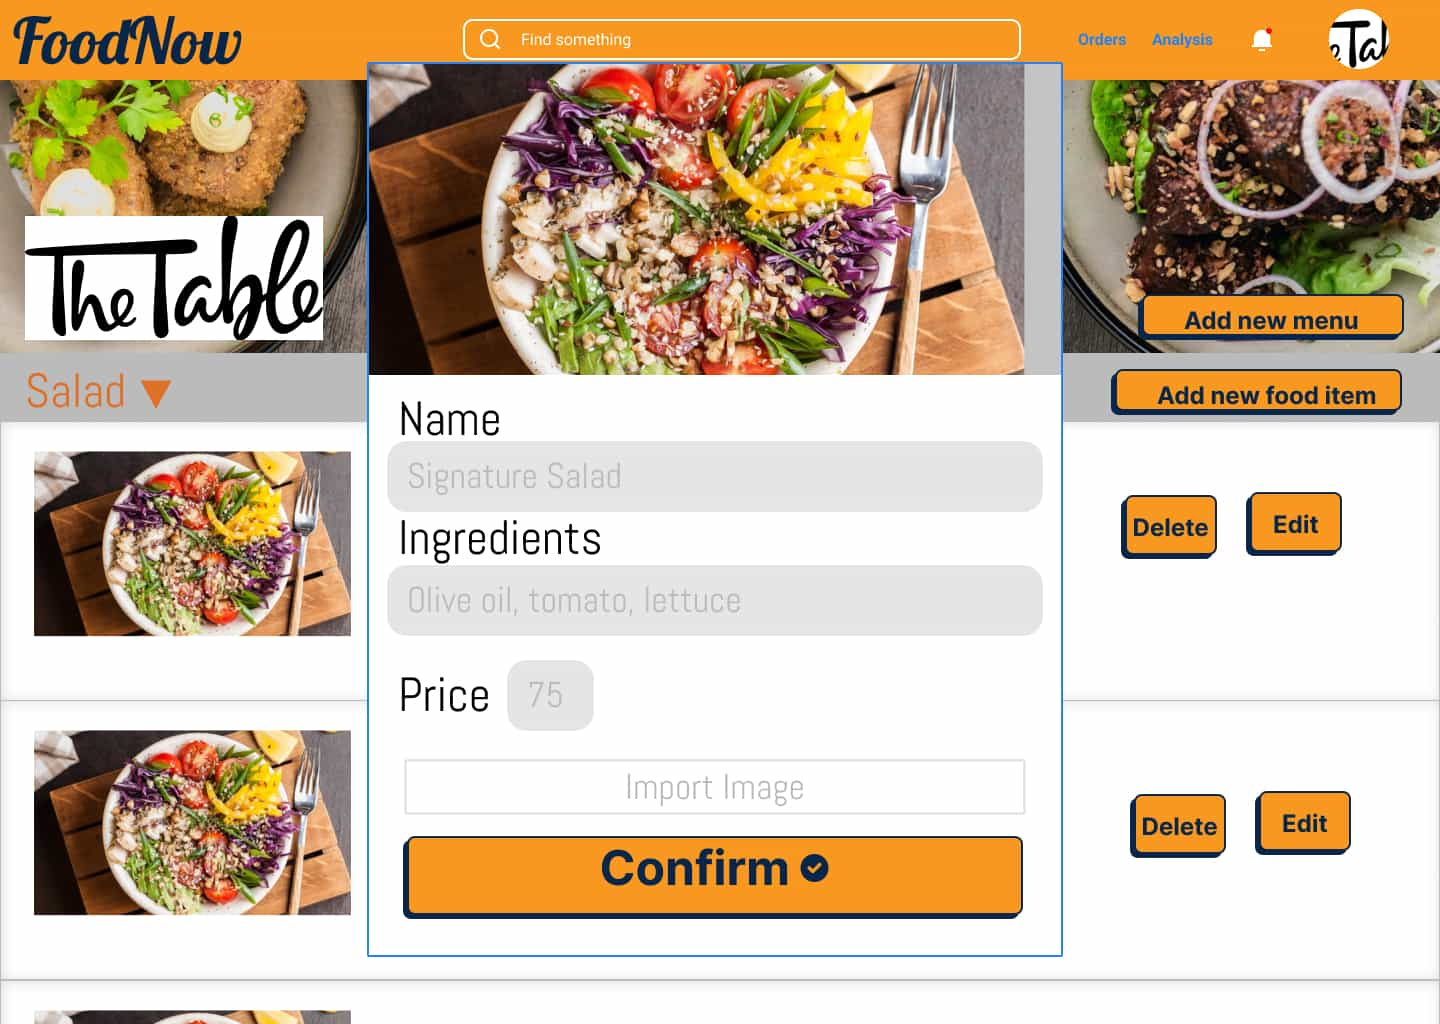 FoodNow
Find something
Orders
Analysis
The Table
Add new menu
Salad
Add new food item
Name
Signature Salad
Delete
Edit
Ingredients
Olive oil, tomato, lettuce
Price
75
Import Image
Delete
Edit
Confirm